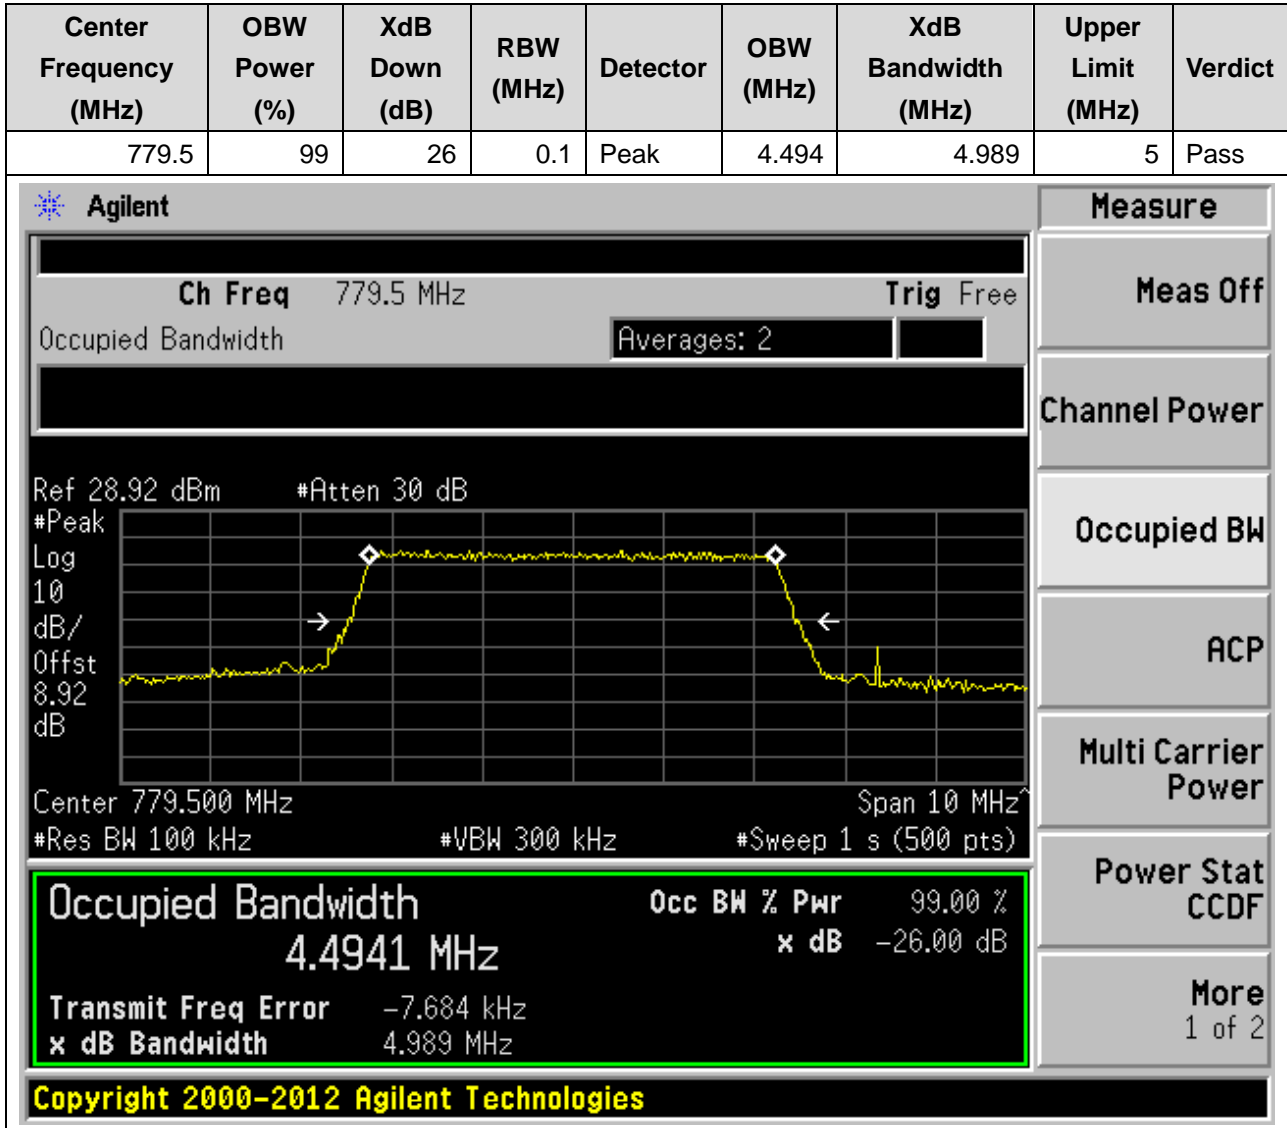 Center Frequency (MHz) OBW Power (%) XdB Down (dB) RBW (MHz) Detector OBW (MHz) XdB Bandwidth (MHz) Upper Limit (MHz) Verdict
779.5 99 26 0.1 Peak 4.494 4.989 5 Pass
Agilent
Measure
Ch Freq 779.5 MHz Trig Free
Occupied Bandwidth Averages: 2
Meas Off
Channel Power
Occupied BW
ACP
Multi Carrier
Power
Power Stat
CCDF
More
1 of 2
Ref 28.92 dBm #Atten 30 dB
#Peak
Log
10
dB/
Offst
8.92
dB
Center 779.500 MHz Span 10 MHz^
#Res BW 100 kHz #VBW 300 kHz #Sweep 1 s (500 pts)
Occupied Bandwidth Occ BW % Pwr 99.00 %
4.4941 MHz x dB -26.00 dB
Transmit Freq Error -7.684 kHz
x dB Bandwidth 4.989 MHz
Copyright 2000-2012 Agilent Technologies